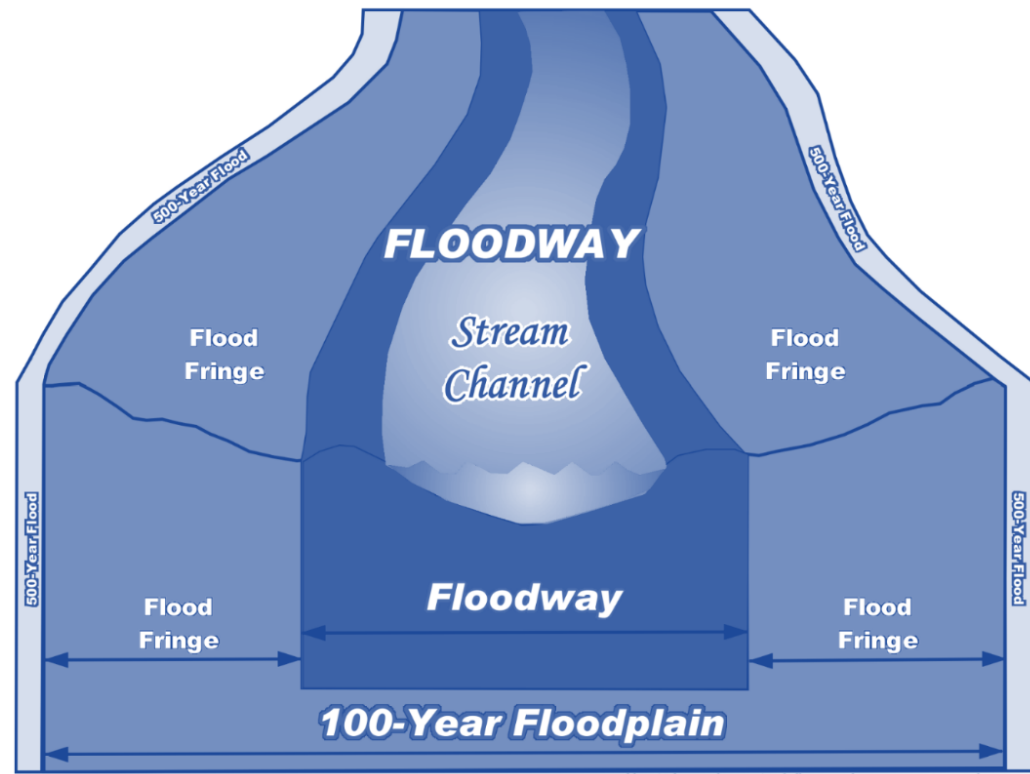 500-Year Flood
500-Year Flood
FLOODWAY
Stream
Channel
Flood
Fringe
Flood
Fringe
500-Year Flood
500-Year Flood
Floodway
Flood
Fringe
Flood
Fringe
100-Year Floodplain